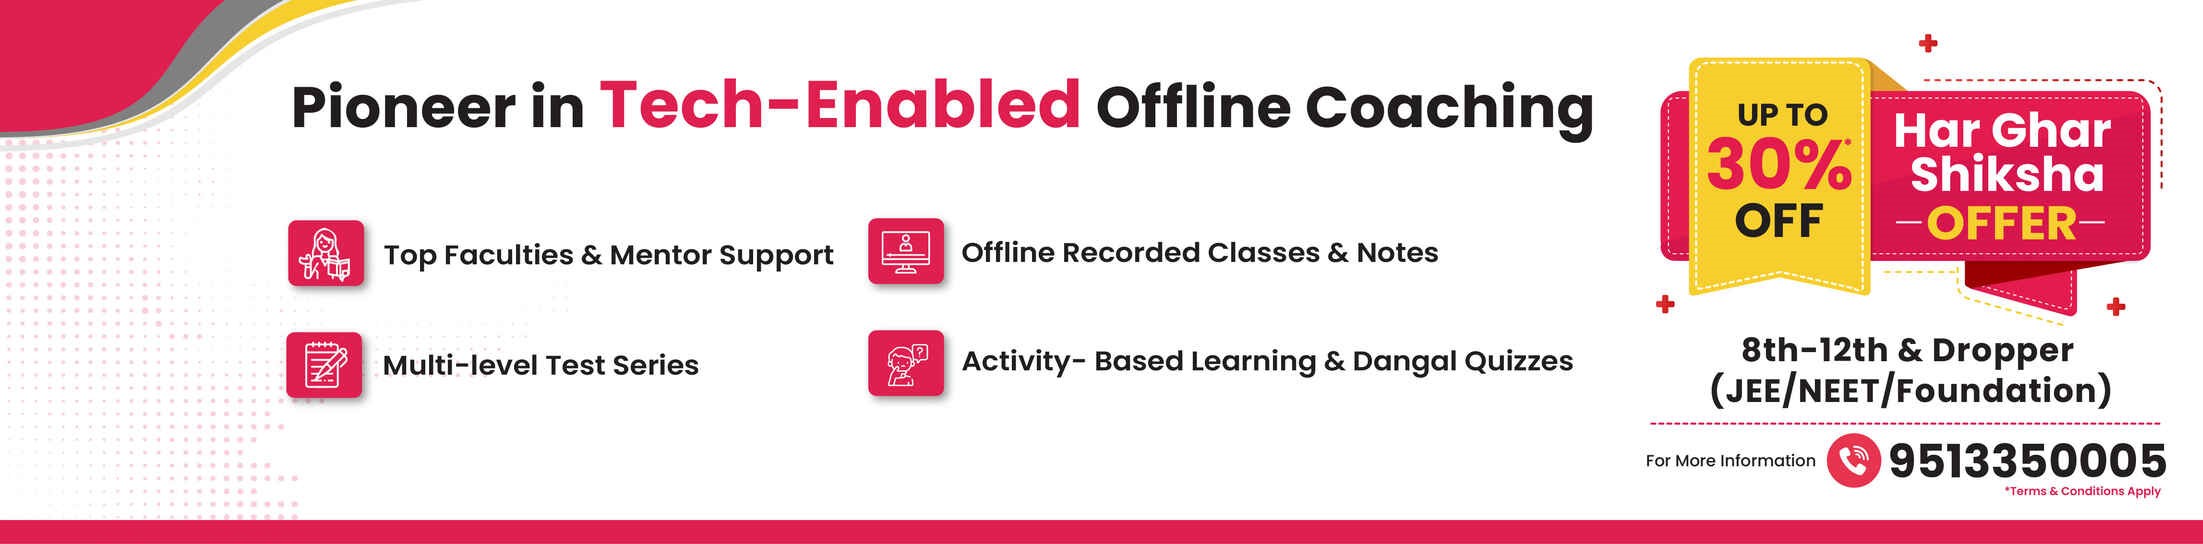 Pioneer in Tech-Enabled Offline Coaching
Top Faculties & Mentor Support
Offline Recorded Classes & Notes
Multi-level Test Series
Activity- Based Learning & Dangal Quizzes
UP TO
30%*
OFF
Har Ghar
Shiksha
OFFER
8th-12th & Dropper
(JEE/NEET/Foundation)
For More Information 9513350005
*Terms & Conditions Apply